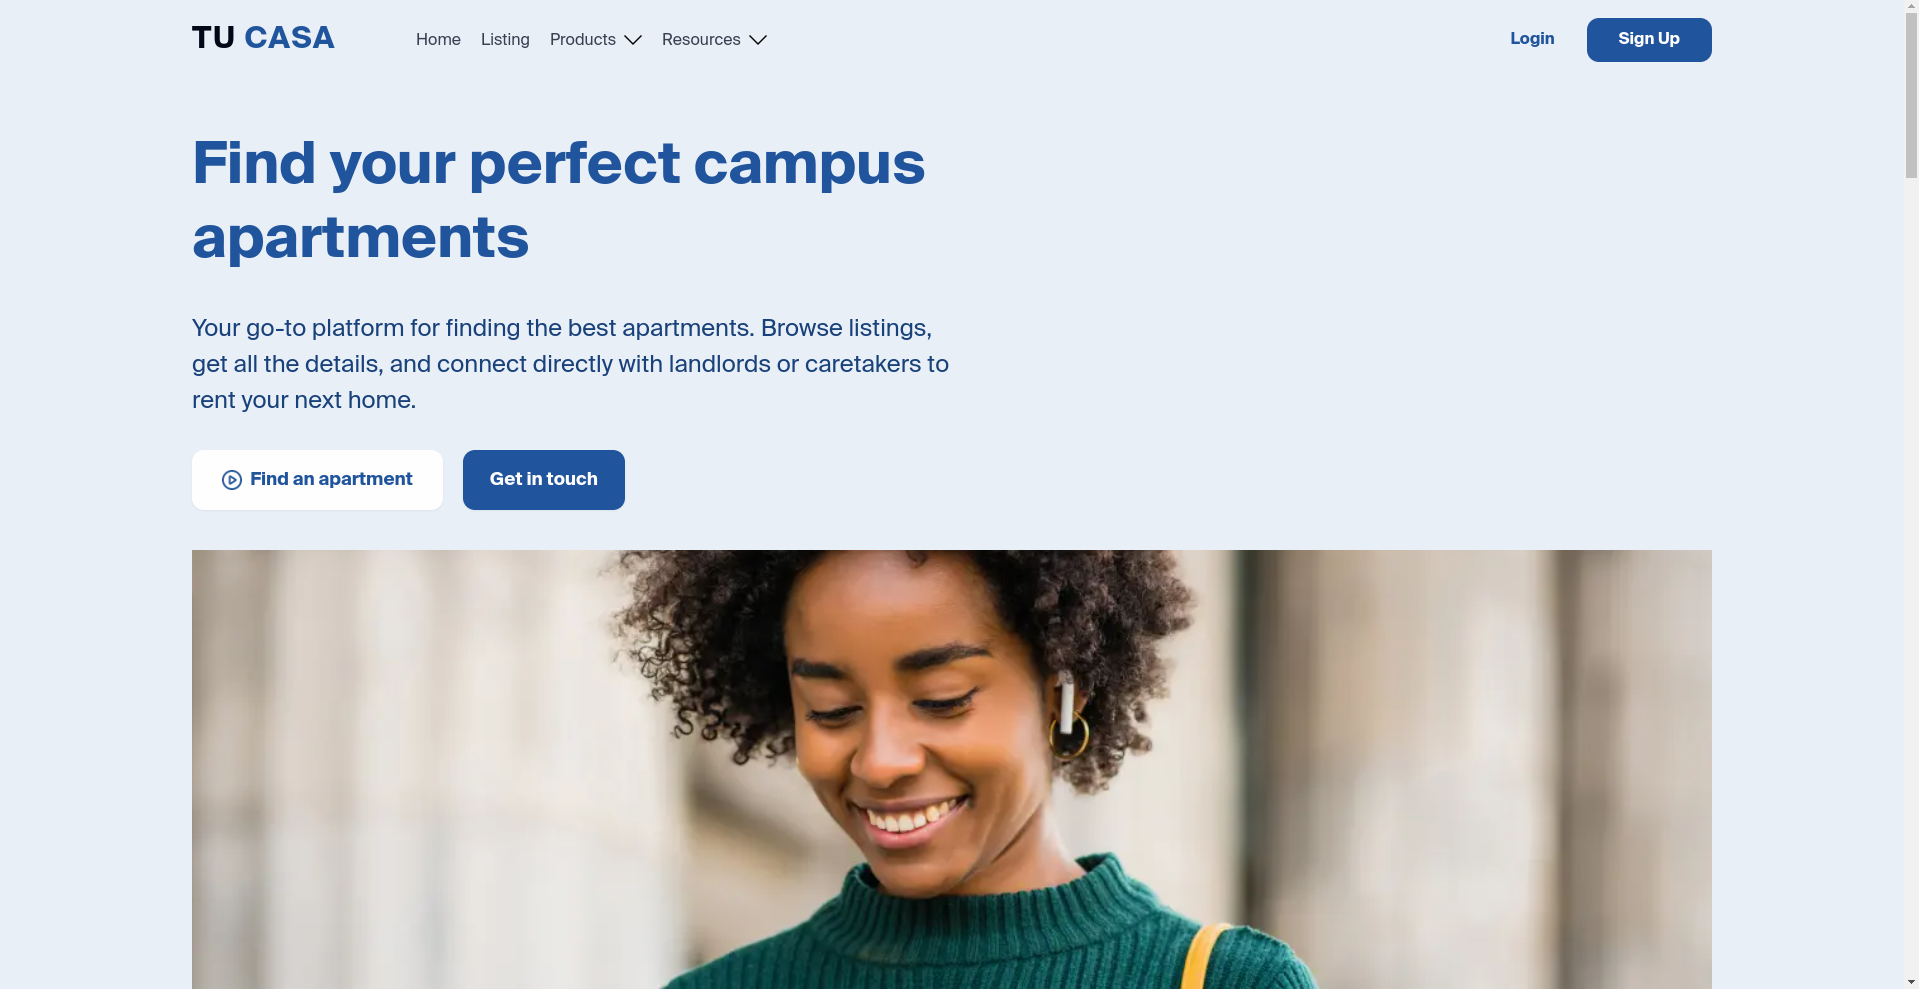 TU CASA
Home
Listing
Products
Resources
Login
Sign Up
Find your perfect campus
apartments
Your go-to platform for finding the best apartments. Browse listings,
get all the details, and connect directly with landlords or caretakers to
rent your next home.
Find an apartment
Get in touch